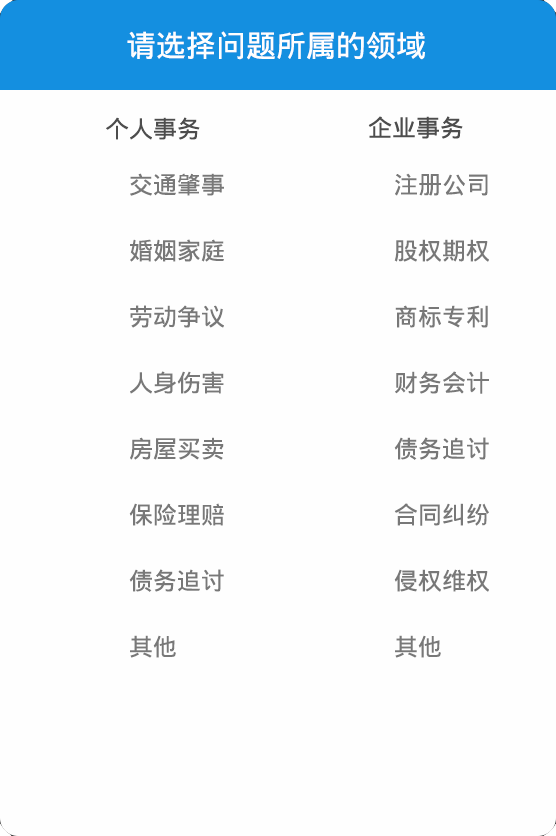 请选择问题所属的领域
个人事务 企业事务
交通肇事 注册公司
婚姻家庭 股权期权
劳动争议 商标专利
人身伤害 财务会计
房屋买卖 债务追讨
保险理赔 合同纠纷
债务追讨 侵权维权
其他 其他